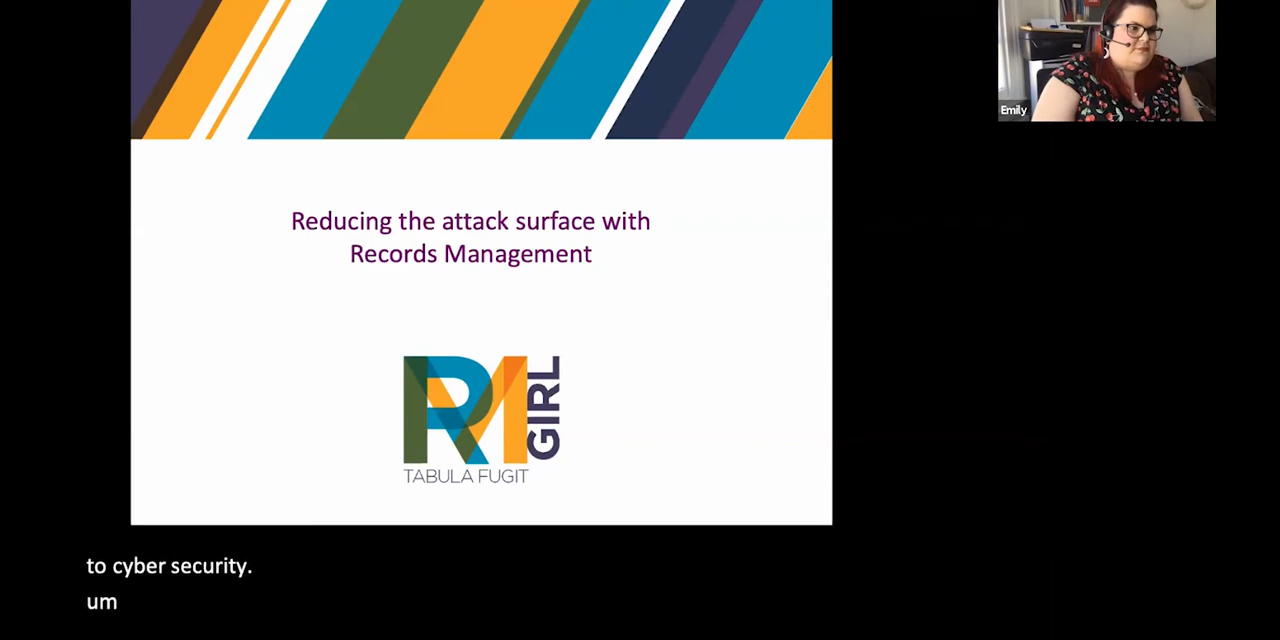 Emily
Reducing the attack surface with
Records Management
RM
GIRL
TABULA FUGIT
to cyber security.
um